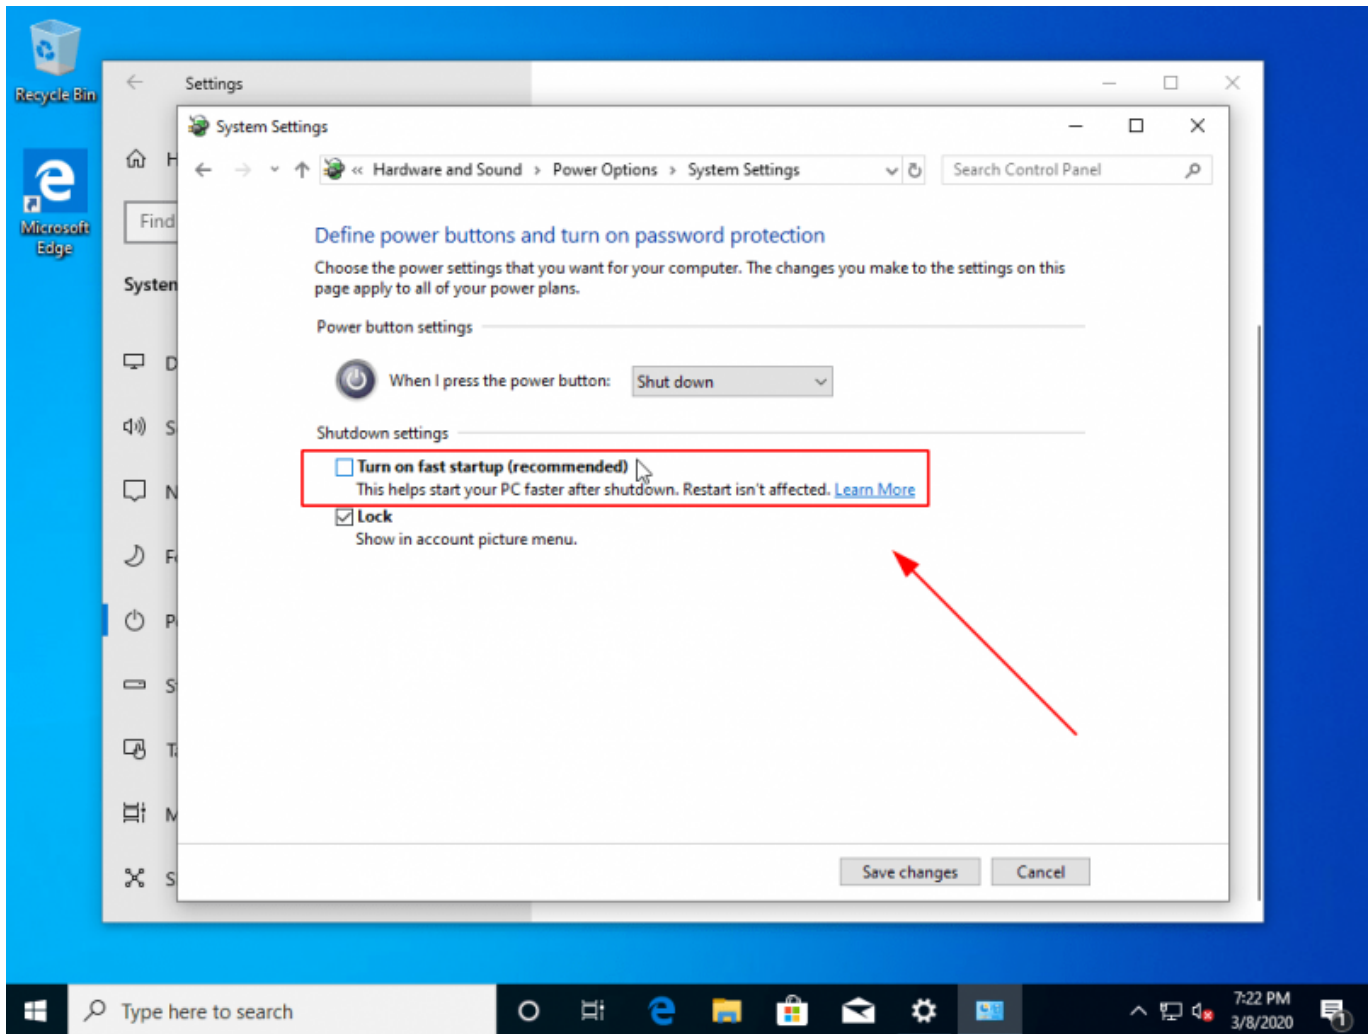 Recycle Bin
Microsoft
Edge
Settings
H
Find
System
D
S
N
F
P
S
T
M
S
System Settings
« Hardware and Sound > Power Options > System Settings
Search Control Panel
Define power buttons and turn on password protection
Choose the power settings that you want for your computer. The changes you make to the settings on this
page apply to all of your power plans.
Power button settings
When I press the power button: Shut down
Shutdown settings
Turn on fast startup (recommended)
This helps start your PC faster after shutdown. Restart isn't affected. Learn More
Lock
Show in account picture menu.
Save changes Cancel
Type here to search
7:22 PM
3/8/2020
1